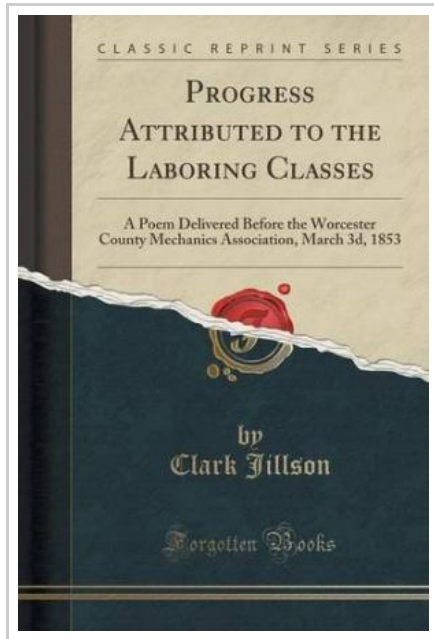 CLASSIC REPRINT SERIES
PROGRESS
ATTRIBUTED TO THE
LABORING CLASSES
A Poem Delivered Before the Worcester
County Mechanics Association, March 3d, 1853
by
Clark Jillson
Forgotten Books